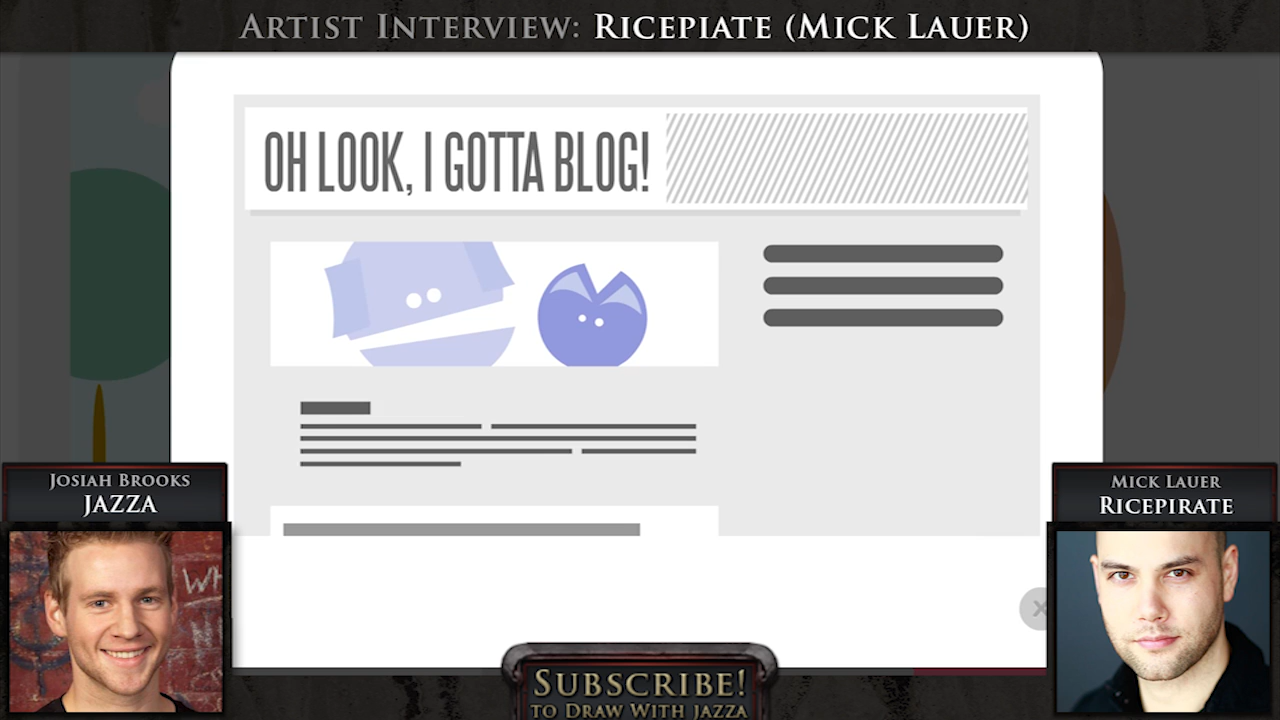 Artist Interview: Ricepiate (Mick Lauer)
OH LOOK, I GOTTA BLOG!
Josiah Brooks
JAZZA
Mick Lauer
Ricepirate
Wh
Subscribe!
to Draw With Jazza